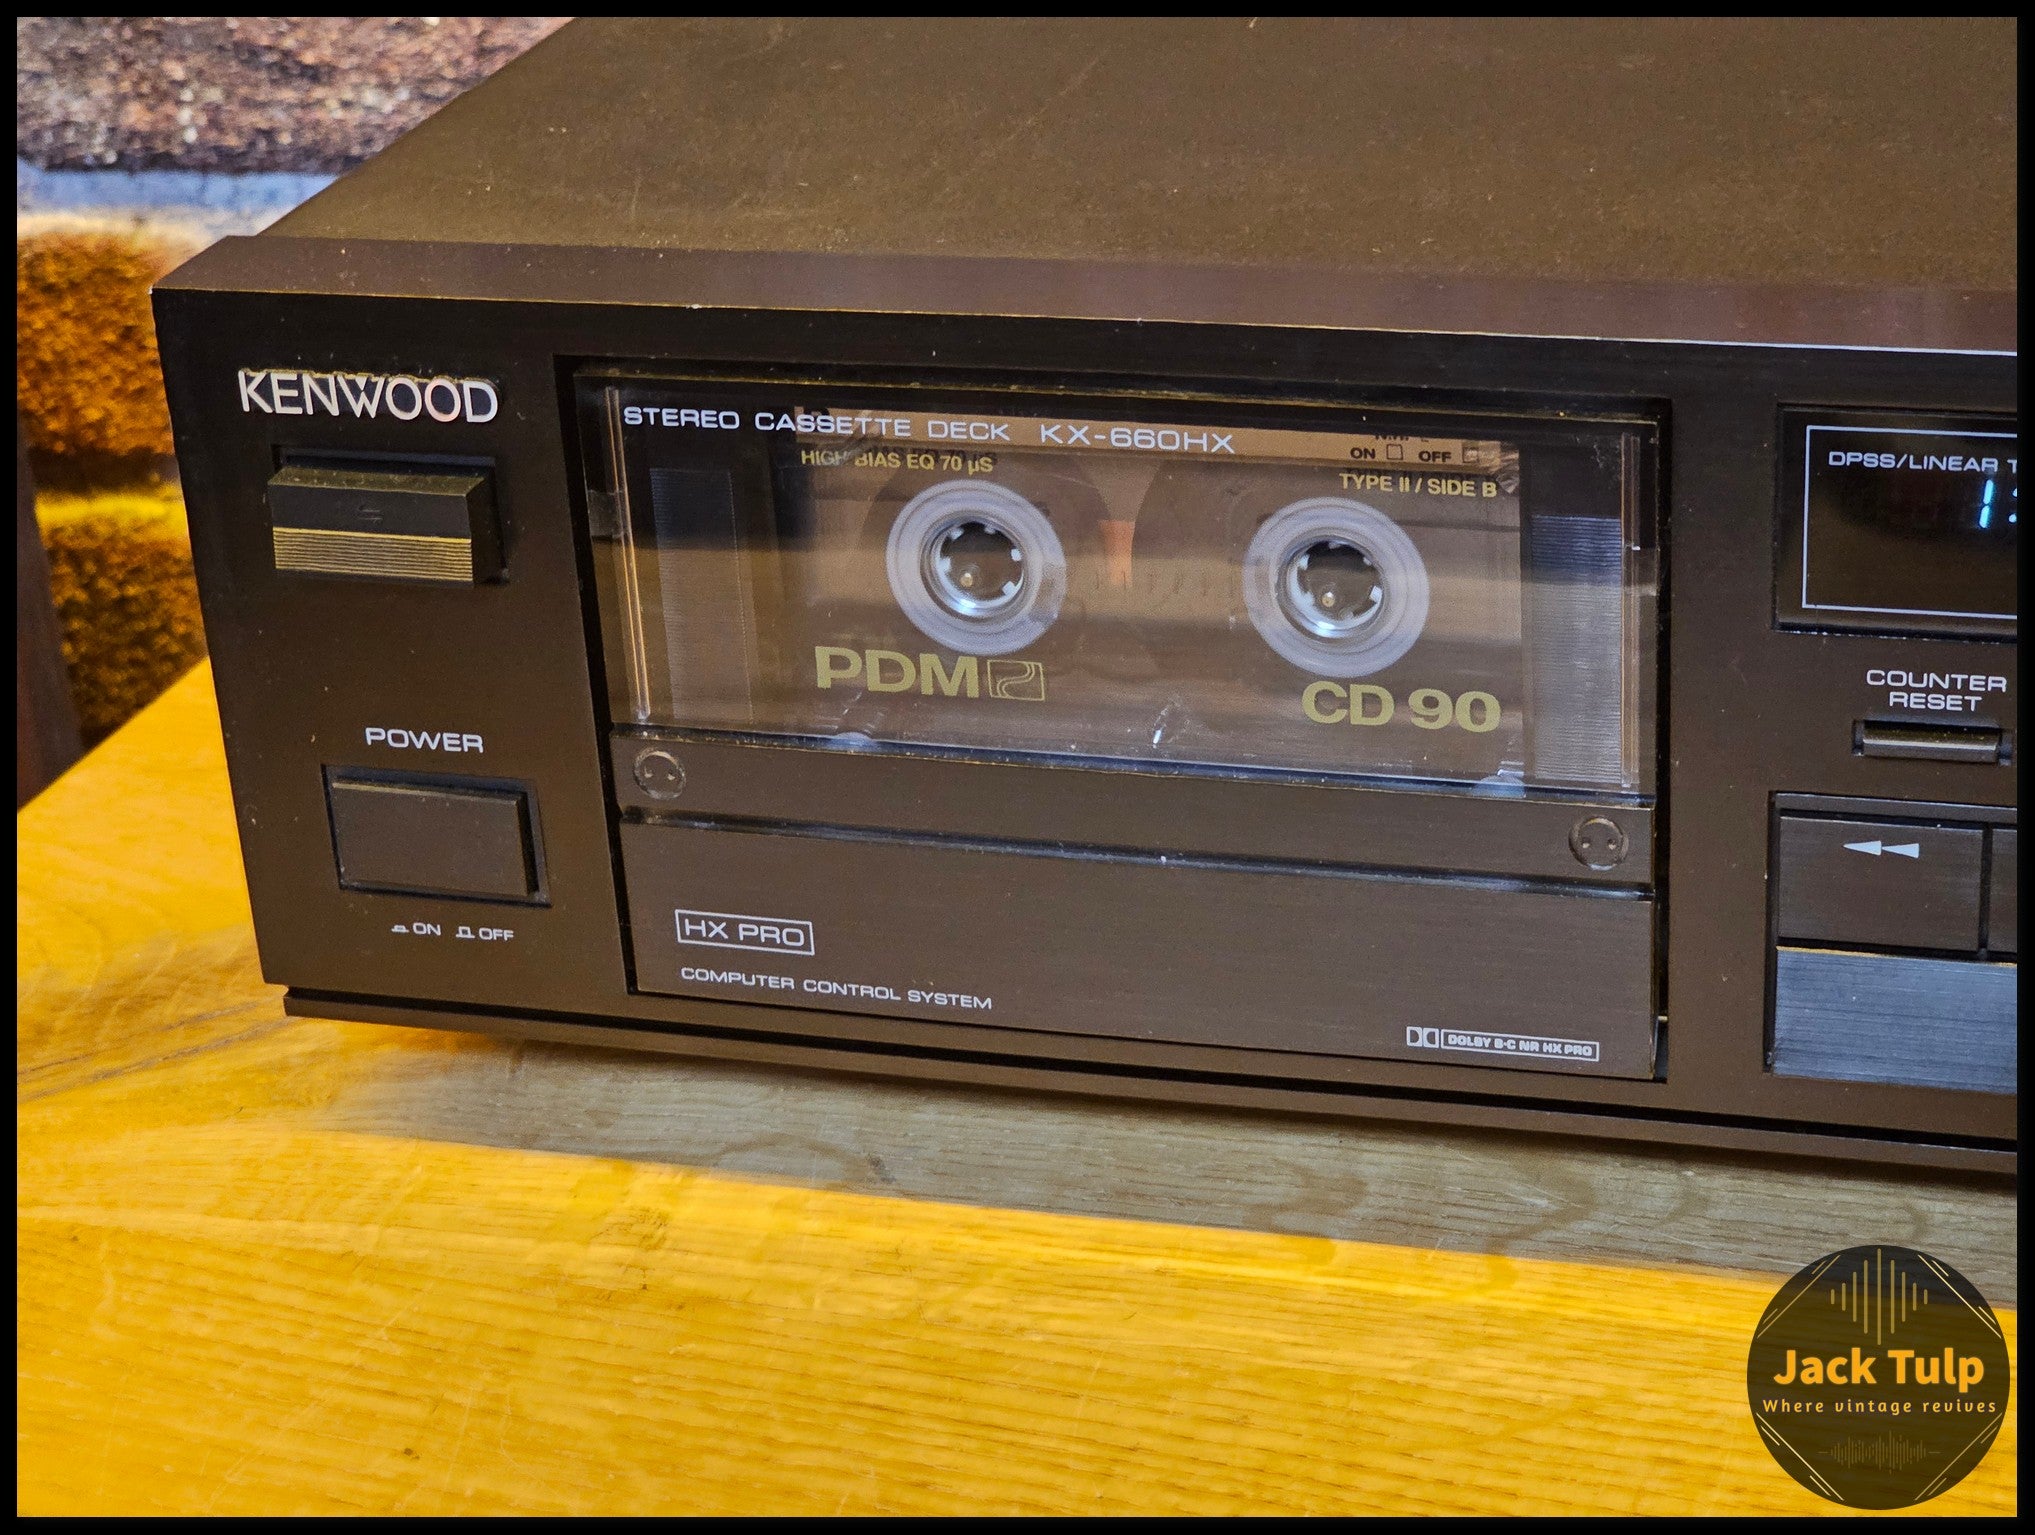 KENWOOD
STEREO CASSETTE DECK KX-660HX
ON OFF
HIGH BIAS EQ 70 µS
TYPE II / SIDE B
PDM
CD 90
DPSS/LINEAR
COUNTER
RESET
POWER
ON OFF
HX PRO
COMPUTER CONTROL SYSTEM
DOLBY B-C NR HX PRO
Jack Tulp
Where vintage revives